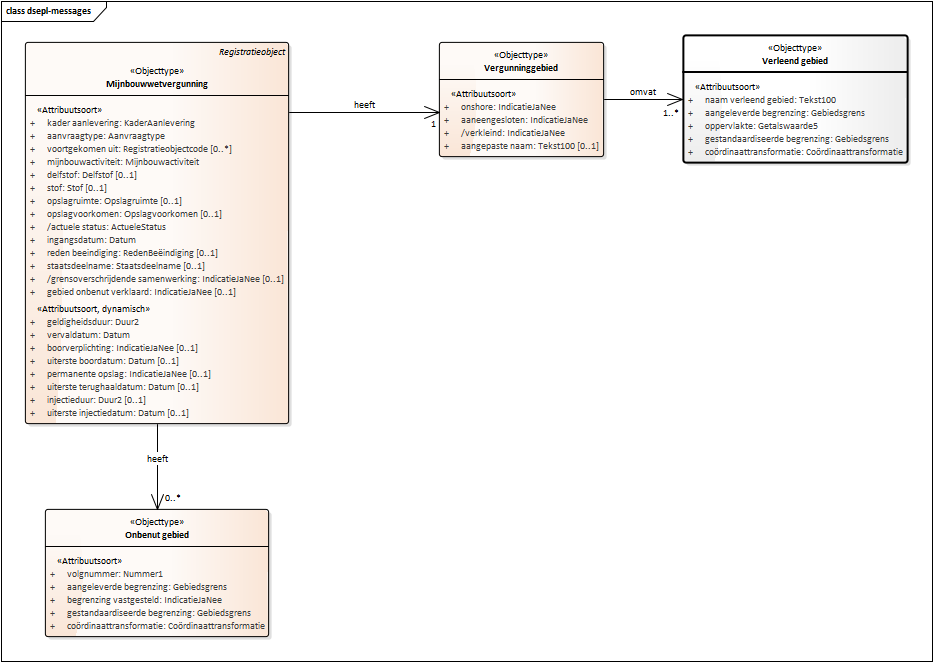 class dsepl-messages
Registratieobject
«Objecttype»
Mijnbouwwetvergunning
«Attribuutsoort»
+ kader aanlevering: KaderAanlevering
+ aanvraagtype: Aanvraagtype
+ voortgekomen uit: Registratieobjectcode [0..*]
+ mijnbouwactiviteit: Mijnbouwactiviteit
+ delfstof: Delfstof [0..1]
+ stof: Stof [0..1]
+ opslagruimte: Opslagruimte [0..1]
+ opslagvoorkomen: Opslagvoorkomen [0..1]
+ /actuele status: ActueleStatus
+ ingangsdatum: Datum
+ reden beeindiging: RedenBeëindiging [0..1]
+ staatsdeelname: Staatsdeelname [0..1]
+ /grensoverschrijdende samenwerking: IndicatieJaNee [0..1]
+ gebied onbenut verklaard: IndicatieJaNee [0..1]
«Attribuutsoort, dynamisch»
+ geldigheidsduur: Duur2
+ vervaldatum: Datum
+ boorverplichting: IndicatieJaNee [0..1]
+ uiterste boordatum: Datum [0..1]
+ permanente opslag: IndicatieJaNee [0..1]
+ uiterste terughaaldatum: Datum [0..1]
+ injectieduur: Duur2 [0..1]
+ uiterste injectiedatum: Datum [0..1]
heeft
1
«Objecttype»
Vergunninggebied
«Attribuutsoort»
+ onshore: IndicatieJaNee
+ aaneengesloten: IndicatieJaNee
+ /verkleind: IndicatieJaNee
+ aangepaste naam: Tekst100 [0..1]
omvat
1..*
«Objecttype»
Verleend gebied
«Attribuutsoort»
+ naam verleend gebied: Tekst100
+ aangeleverde begrenzing: Gebiedsgrens
+ oppervlakte: Getalswaarde5
+ gestandaardiseerde begrenzing: Gebiedsgrens
+ coördinaattransformatie: Coördinaattransformatie
heeft
0..*
«Objecttype»
Onbenut gebied
«Attribuutsoort»
+ volgnummer: Nummer1
+ aangeleverde begrenzing: Gebiedsgrens
+ begrenzing vastgesteld: IndicatieJaNee
+ gestandaardiseerde begrenzing: Gebiedsgrens
+ coördinaattransformatie: Coördinaattransformatie